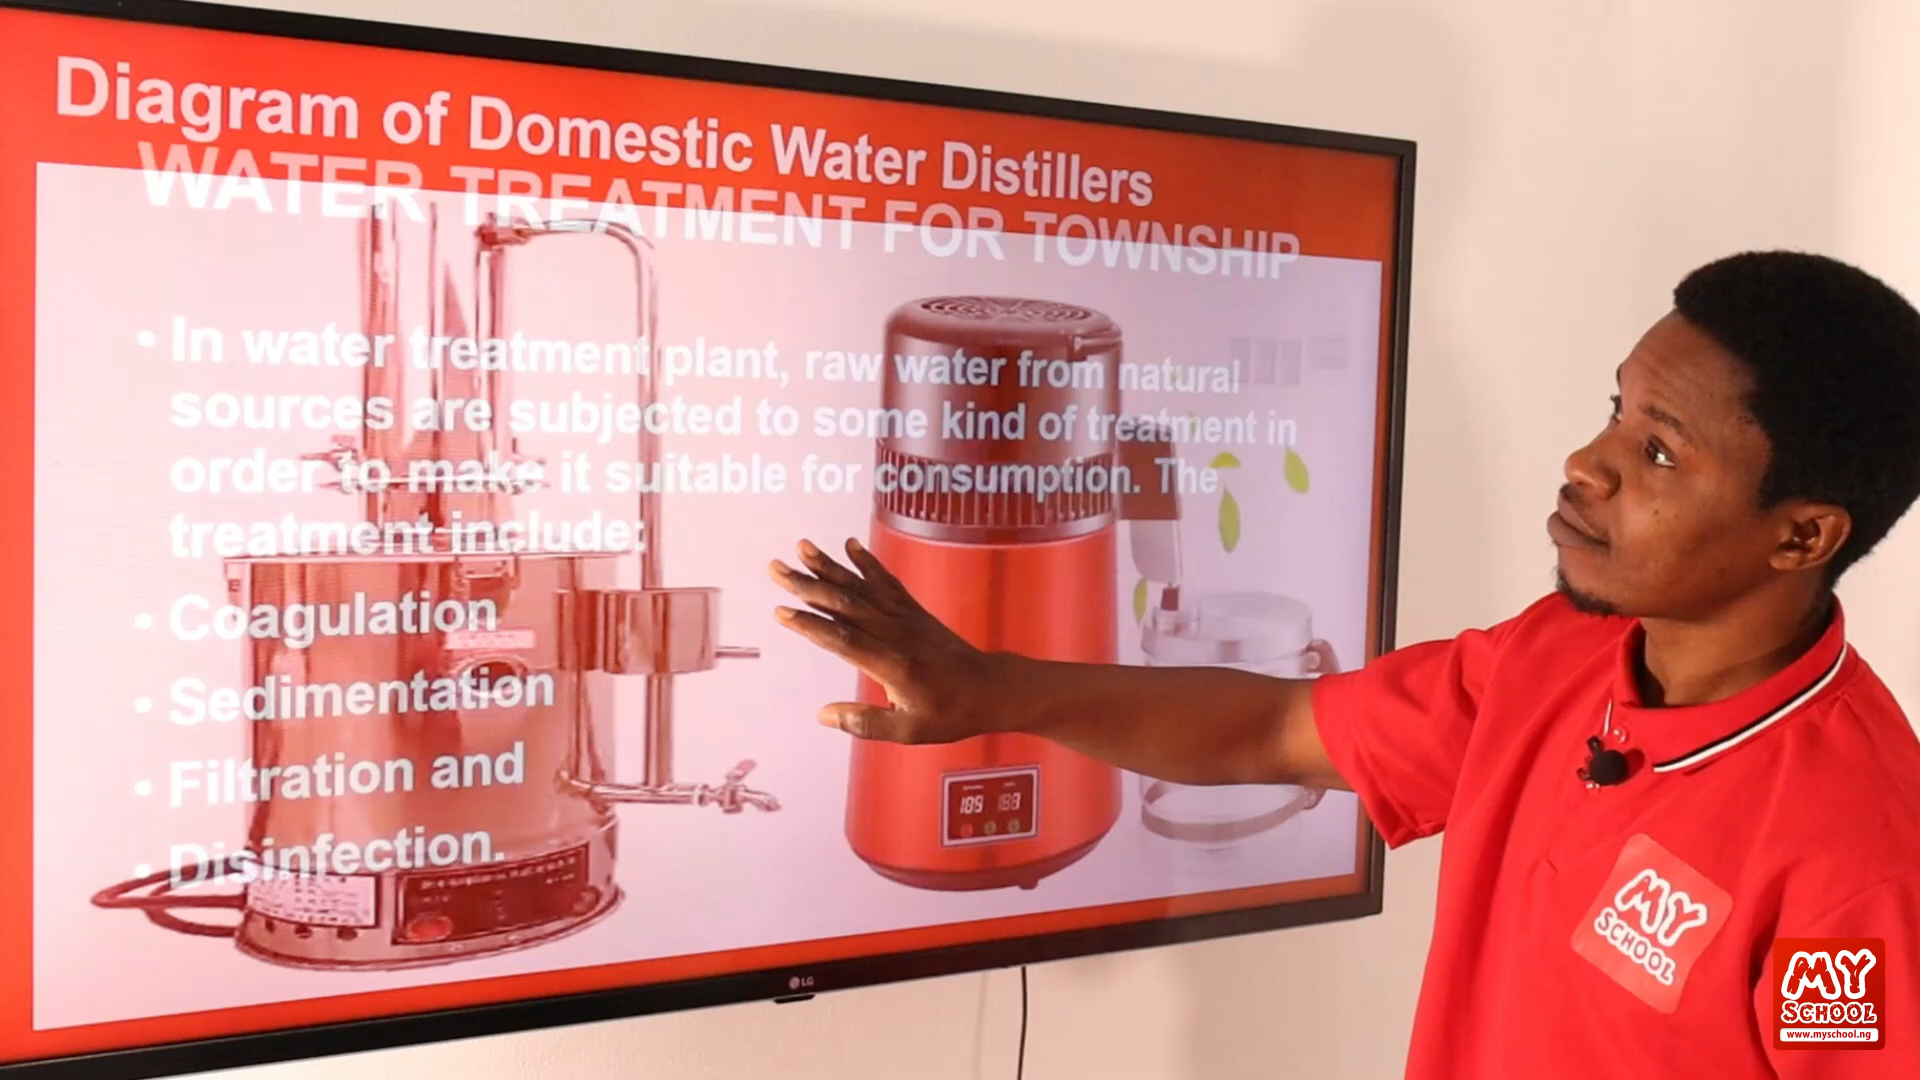 Diagram of Domestic Water Distillers
WATER TREATMENT FOR TOWNSHIP
• In water treatment plant, raw water from natural
sources are subjected to some kind of treatment in
order to make it suitable for consumption. The
treatment include:
• Coagulation
• Sedimentation
• Filtration and
• Disinfection.
LG
MY
SCHOOL
MY
SCHOOL
www.myschool.ng